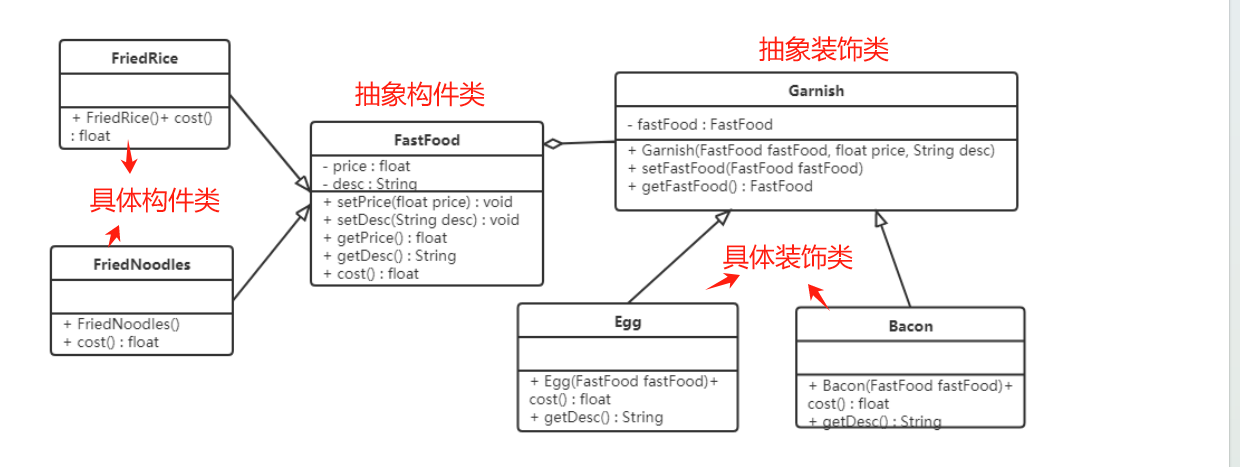 FriedRice
+ FriedRice()+ cost()
: float
具体构件类
FriedNoodles
+ FriedNoodles()
+ cost() : float
抽象构件类
FastFood
- price : float
- desc : String
+ setPrice(float price) : void
+ setDesc(String desc) : void
+ getPrice() : float
+ getDesc() : String
+ cost() : float
抽象装饰类
Garnish
- fastFood : FastFood
+ Garnish(FastFood fastFood, float price, String desc)
+ setFastFood(FastFood fastFood)
+ getFastFood() : FastFood
具体装饰类
Egg
+ Egg(FastFood fastFood)+
cost() : float
+ getDesc() : String
Bacon
+ Bacon(FastFood fastFood)+
cost() : float
+ getDesc() : String